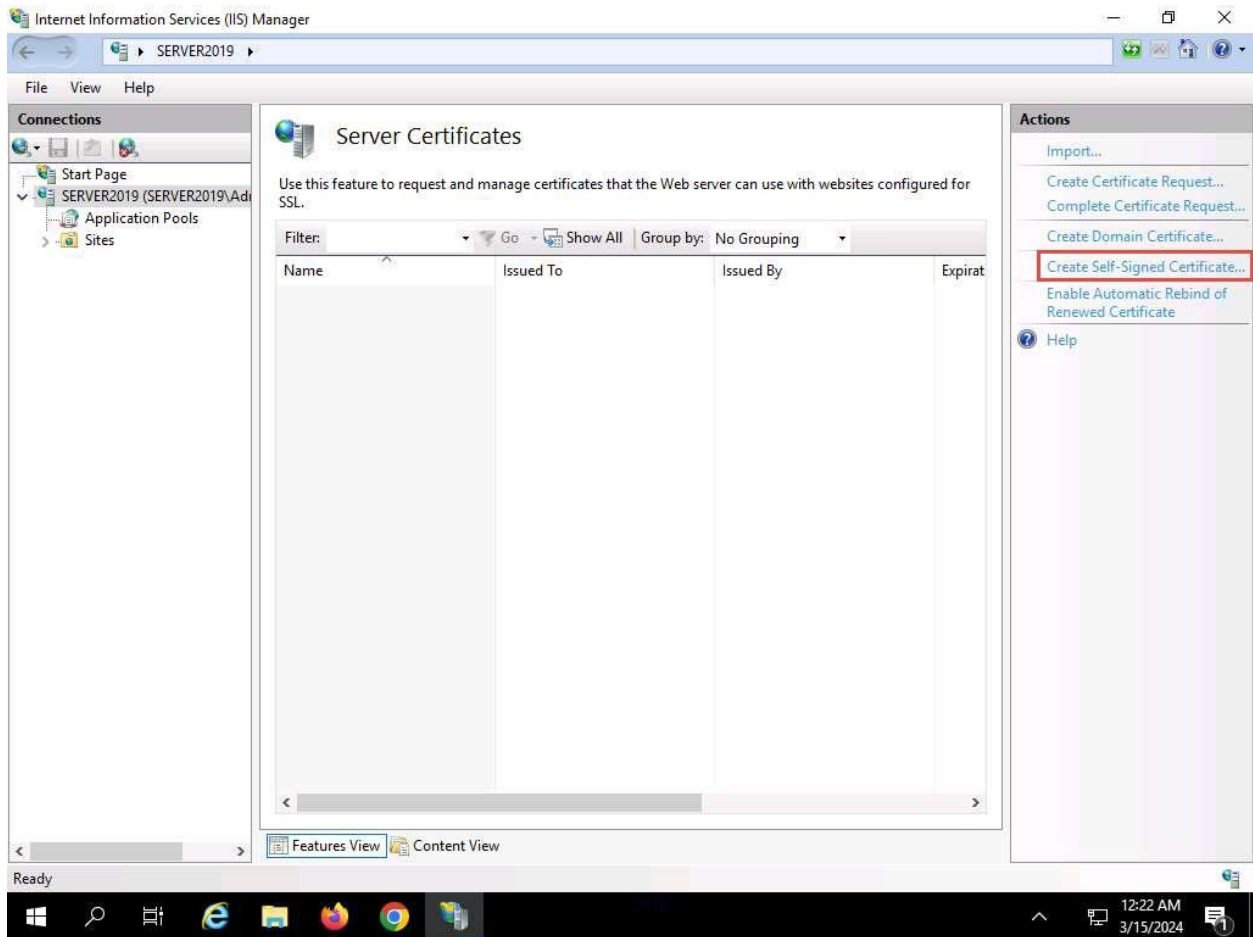 Internet Information Services (IIS) Manager
SERVER2019
File View Help
Connections
Start Page
SERVER2019 (SERVER2019\Adı
Application Pools
Sites
Server Certificates
Use this feature to request and manage certificates that the Web server can use with websites configured for
SSL.
Filter: Go Show All Group by: No Grouping
Name Issued To Issued By Expirat
Features View Content View
Actions
Import...
Create Certificate Request...
Complete Certificate Request...
Create Domain Certificate...
Create Self-Signed Certificate...
Enable Automatic Rebind of
Renewed Certificate
Help
Ready
12:22 AM
3/15/2024
1